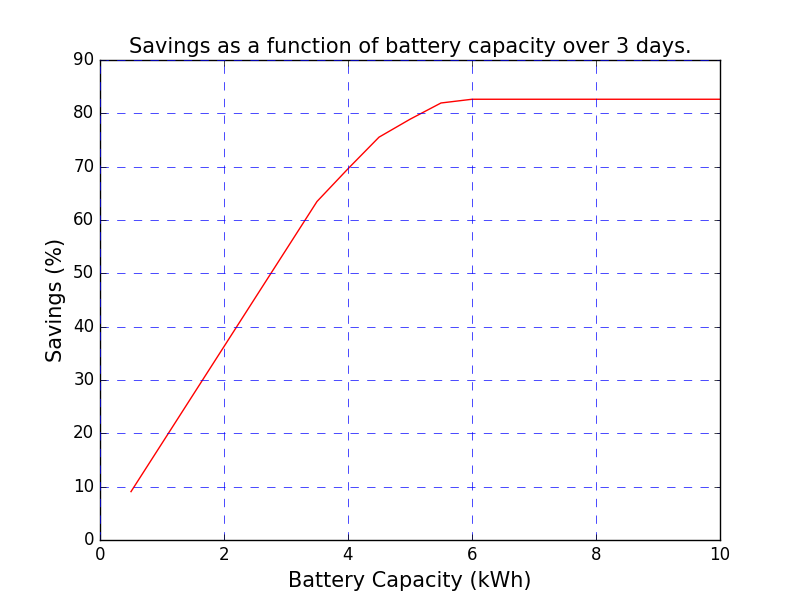 Savings as a function of battery capacity over 3 days.
90
80
70
60
50
40
30
20
10
0
Savings (%)
0 2 4 6 8 10
Battery Capacity (kWh)